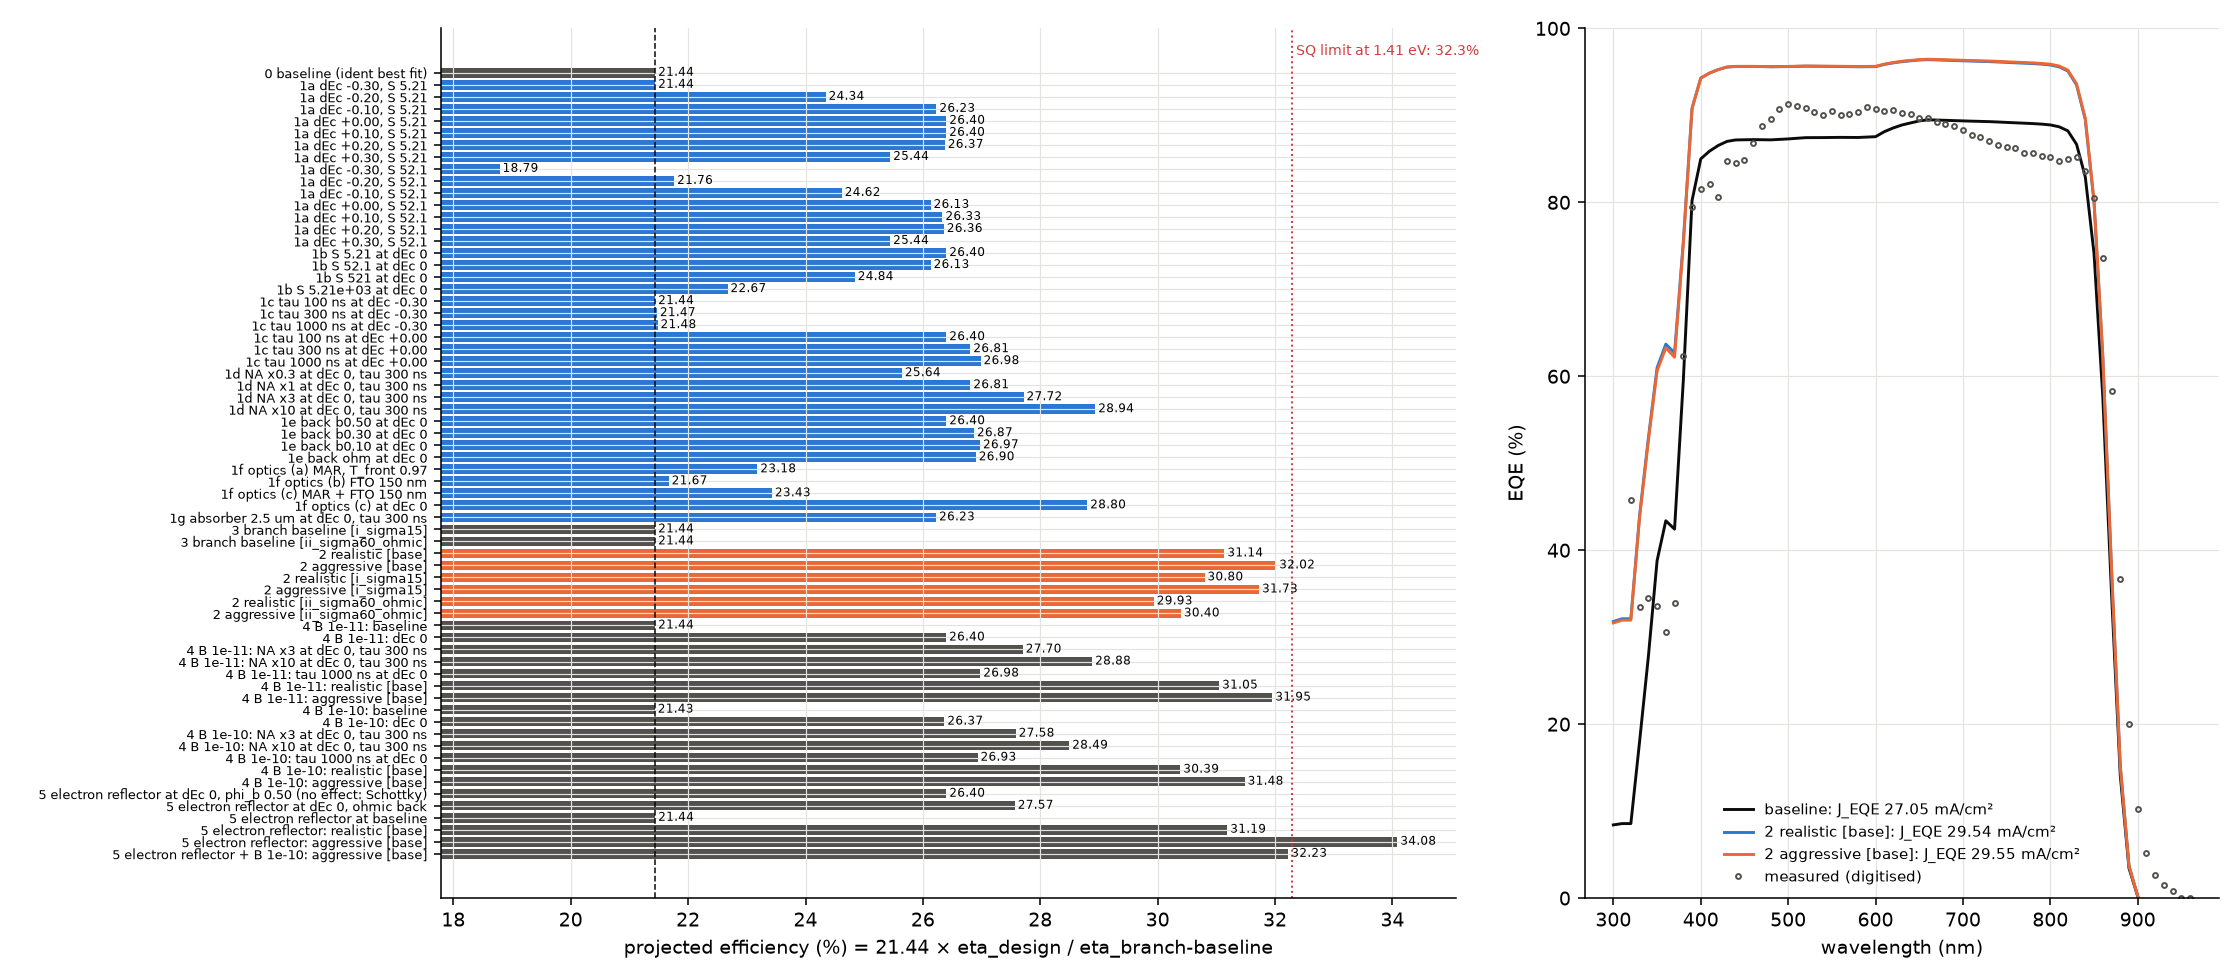 SQ limit at 1.41 eV: 32.3%
0 baseline (ident best fit) 21.44
1a dEc -0.30, S 5.21 21.44
1a dEc -0.20, S 5.21 24.34
1a dEc -0.10, S 5.21 26.23
1a dEc +0.00, S 5.21 26.40
1a dEc +0.10, S 5.21 26.40
1a dEc +0.20, S 5.21 26.37
1a dEc +0.30, S 5.21 25.44
1a dEc -0.30, S 52.1 18.79
1a dEc -0.20, S 52.1 21.76
1a dEc -0.10, S 52.1 24.62
1a dEc +0.00, S 52.1 26.13
1a dEc +0.10, S 52.1 26.33
1a dEc +0.20, S 52.1 26.36
1a dEc +0.30, S 52.1 25.44
1b S 5.21 at dEc 0 26.40
1b S 52.1 at dEc 0 26.13
1b S 521 at dEc 0 24.84
1b S 5.21e+03 at dEc 0 22.67
1c tau 100 ns at dEc -0.30 21.44
1c tau 300 ns at dEc -0.30 21.47
1c tau 1000 ns at dEc -0.30 21.48
1c tau 100 ns at dEc +0.00 26.40
1c tau 300 ns at dEc +0.00 26.81
1c tau 1000 ns at dEc +0.00 26.98
1d NA x0.3 at dEc 0, tau 300 ns 25.64
1d NA x1 at dEc 0, tau 300 ns 26.81
1d NA x3 at dEc 0, tau 300 ns 27.72
1d NA x10 at dEc 0, tau 300 ns 28.94
1e back b0.50 at dEc 0 26.40
1e back b0.30 at dEc 0 26.87
1e back b0.10 at dEc 0 26.97
1e back ohm at dEc 0 26.90
1f optics (a) MAR, T_front 0.97 23.18
1f optics (b) FTO 150 nm 21.67
1f optics (c) MAR + FTO 150 nm 23.43
1f optics (c) at dEc 0 28.80
1g absorber 2.5 um at dEc 0, tau 300 ns 26.23
3 branch baseline [i_sigma15] 21.44
3 branch baseline [ii_sigma60_ohmic] 21.44
2 realistic [base] 31.14
2 aggressive [base] 32.02
2 realistic [i_sigma15] 30.80
2 aggressive [i_sigma15] 31.73
2 realistic [ii_sigma60_ohmic] 29.93
2 aggressive [ii_sigma60_ohmic] 30.40
4 B 1e-11: baseline 21.44
4 B 1e-11: dEc 0 26.40
4 B 1e-11: NA x3 at dEc 0, tau 300 ns 27.70
4 B 1e-11: NA x10 at dEc 0, tau 300 ns 28.88
4 B 1e-11: tau 1000 ns at dEc 0 26.98
4 B 1e-11: realistic [base] 31.05
4 B 1e-11: aggressive [base] 31.95
4 B 1e-10: baseline 21.43
4 B 1e-10: dEc 0 26.37
4 B 1e-10: NA x3 at dEc 0, tau 300 ns 27.58
4 B 1e-10: NA x10 at dEc 0, tau 300 ns 28.49
4 B 1e-10: tau 1000 ns at dEc 0 26.93
4 B 1e-10: realistic [base] 30.39
4 B 1e-10: aggressive [base] 31.48
5 electron reflector at dEc 0, phi_b 0.50 (no effect: Schottky) 26.40
5 electron reflector at dEc 0, ohmic back 27.57
5 electron reflector at baseline 21.44
5 electron reflector: realistic [base] 31.19
5 electron reflector: aggressive [base] 34.08
5 electron reflector + B 1e-10: aggressive [base] 32.23
18 20 22 24 26 28 30 32 34
projected efficiency (%) = 21.44 × eta_design / eta_branch-baseline
100
80
60
40
20
0
EQE (%)
baseline: J_EQE 27.05 mA/cm²
2 realistic [base]: J_EQE 29.54 mA/cm²
2 aggressive [base]: J_EQE 29.55 mA/cm²
measured (digitised)
300 400 500 600 700 800 900
wavelength (nm)